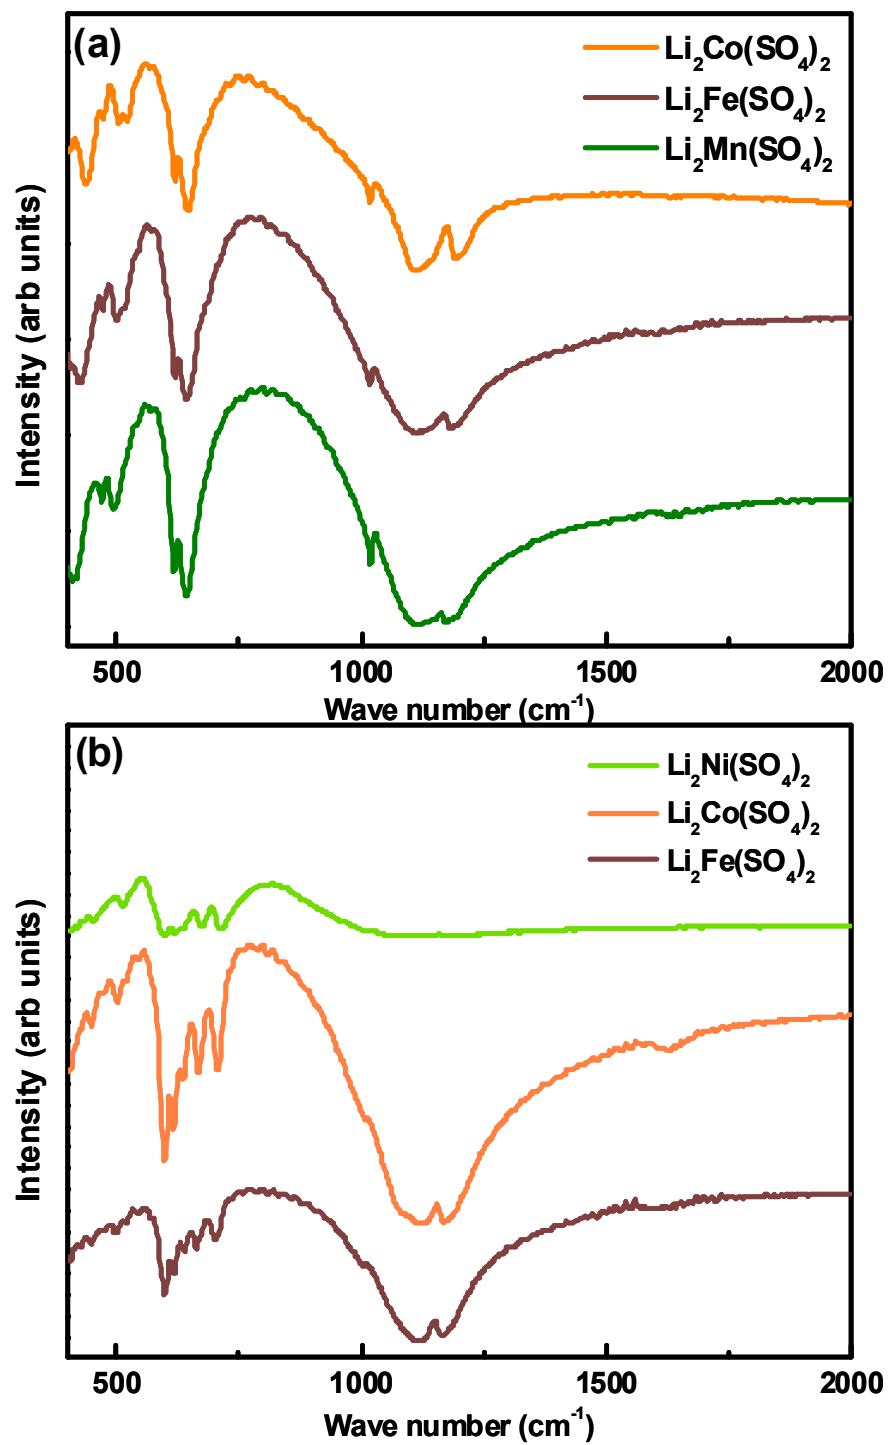 (a)
Li₂Co(SO₄)₂
Li₂Fe(SO₄)₂
Li₂Mn(SO₄)₂
Intensity (arb units)
500 1000 1500 2000
Wave number (cm⁻¹)
(b)
Li₂Ni(SO₄)₂
Li₂Co(SO₄)₂
Li₂Fe(SO₄)₂
Intensity (arb units)
500 1000 1500 2000
Wave number (cm⁻¹)